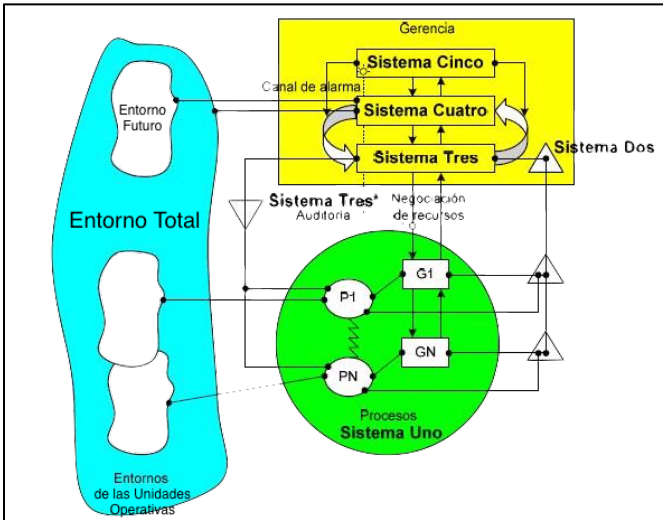 Gerencia
Sistema Cinco
Canal de alarma
Sistema Cuatro
Sistema Tres
Sistema Dos
Entorno
Futuro
Entorno Total
Sistema Tres*
Auditoria
Negociación
de recursos
G1
P1
GN
PN
Procesos
Sistema Uno
Entornos
de las Unidades
Operativas